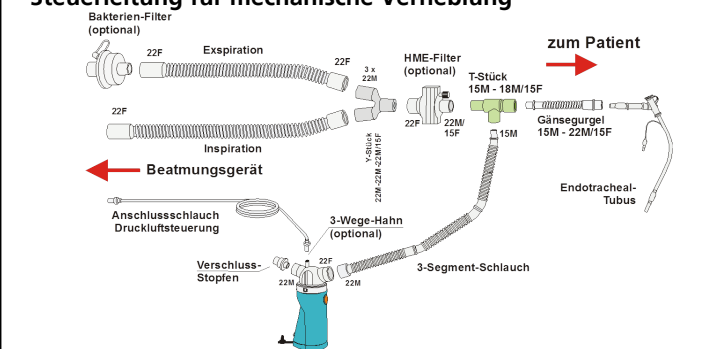 Steuerleitung für mechanische Vernebelung
Bakterien-Filter
(optional)
22F
Exspiration
22F
3 x
22M
HME-Filter
(optional)
zum Patient
T-Stück
15M - 18M/15F
22F
Inspiration
Y-Stück
22M-22M-22M/15F
22F
22M/
15F
15M
Gänsegurgel
15M - 22M/15F
Beatmungsgerät
Endotracheal-
Tubus
Anschlussschlauch
Druckluftsteuerung
3-Wege-Hahn
(optional)
Verschluss-
Stopfen
22M
22F
22M
3-Segment-Schlauch